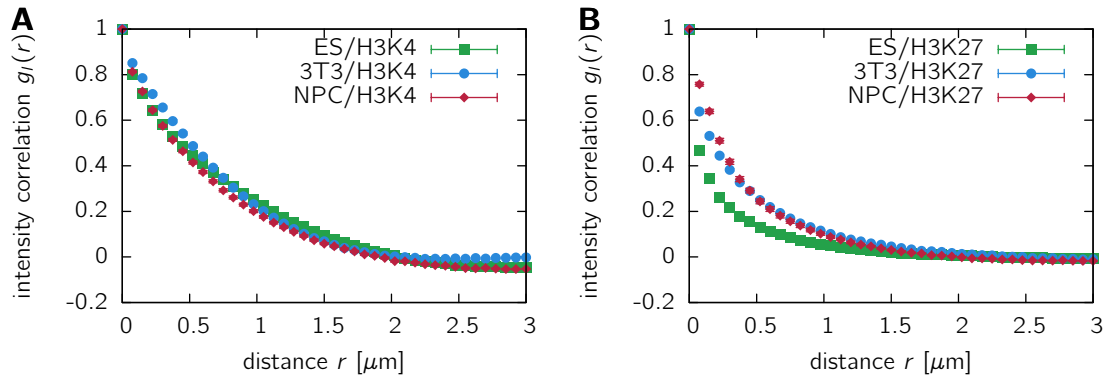 A
intensity correlation gI(r)
1
0.8
0.6
0.4
0.2
0
-0.2
ES/H3K4
3T3/H3K4
NPC/H3K4
0 0.5 1 1.5 2 2.5 3
distance r [μm]
B
intensity correlation gI(r)
1
0.8
0.6
0.4
0.2
0
-0.2
ES/H3K27
3T3/H3K27
NPC/H3K27
0 0.5 1 1.5 2 2.5 3
distance r [μm]